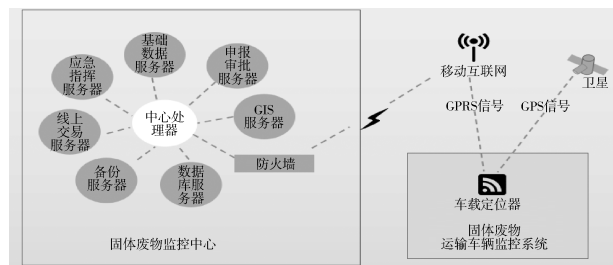 基础
数据
服务器
申报
审批
服务器
应急
指挥
服务器
GIS
服务器
线上
交易
服务器
中心处
理器
备份
服务器
数据
库服
务器
防火墙
固体废物监控中心
移动互联网
卫星
GPRS信号
GPS信号
车载定位器
固体废物
运输车辆监控系统